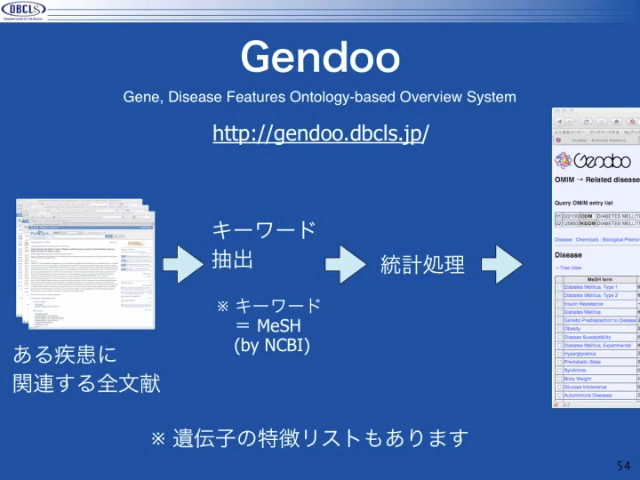 DBCLS
Gendoo
Gene, Disease Features Ontology-based Overview System
http://gendoo.dbcls.jp/
ある疾患に
関連する全文献
キーワード
抽出
※ キーワード
＝ MeSH
(by NCBI)
統計処理
Gendoo
OMIM → Related disease
Query OMIM entry list
Disease
MeSH term
Diabetes Mellitus, Type 1
Diabetes Mellitus, Type 2
Insulin Resistance
Diabetes Mellitus
Genetic Predisposition to Disease
Obesity
Disease Susceptibility
Diabetes Mellitus, Experimental
Hyperglycemia
Prediabetic State
Syndrome
Body Weight
Glucose Intolerance
Autoimmune Diseases
※ 遺伝子の特徴リストもあります
54